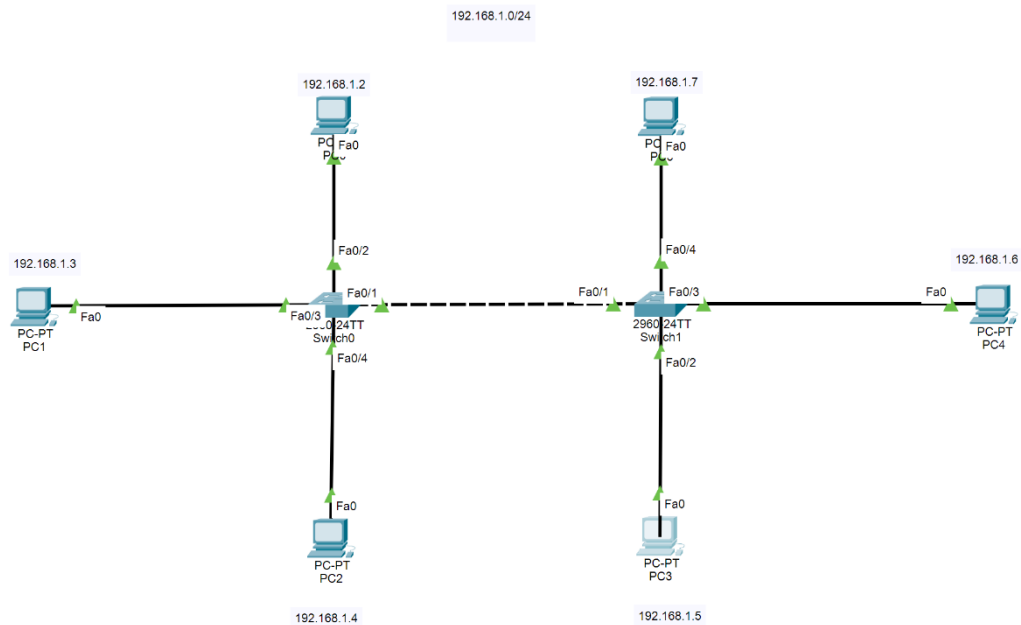 192.168.1.0/24
192.168.1.2
192.168.1.7
Fa0
Fa0
Fa0/2
Fa0/4
192.168.1.3
192.168.1.6
Fa0/1
Fa0/1
Fa0/3
Fa0
Fa0
Fa0/3
PC-PT
PC1
Switch0
2960-24TT
Switch1
PC-PT
PC4
Fa0/4
Fa0/2
Fa0
Fa0
PC-PT
PC2
PC-PT
PC3
192.168.1.4
192.168.1.5